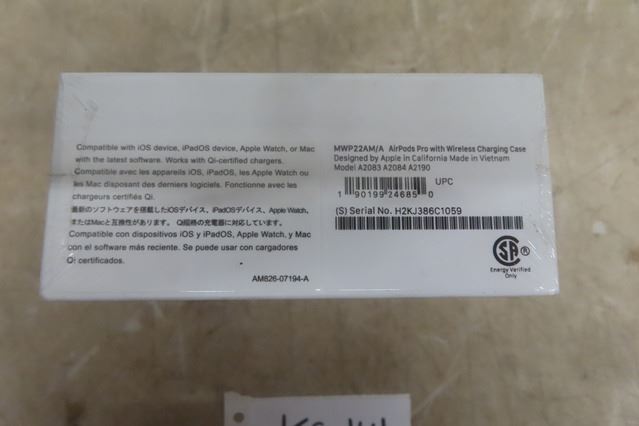 Compatible with iOS device, iPadOS device, Apple Watch, or Mac
with the latest software. Works with Qi-certified chargers.
Compatible avec les appareils iOS, iPadOS, les Apple Watch ou
les Mac disposant des derniers logiciels. Fonctionne avec les
chargeurs certifiés Qi.
最新のソフトウェアを搭載したiOSデバイス、iPadOSデバイス、Apple Watch、
またはMacと互換性があります。 Qi規格の充電器に対応しています。
Compatible con dispositivos iOS y iPadOS, Apple Watch, y Mac
con el software más reciente. Se puede usar con cargadores
Qi certificados.
AM826-07194-A
MWP22AM/A AirPods Pro with Wireless Charging Case
Designed by Apple in California Made in Vietnam
Model A2083 A2084 A2190
UPC
1 90199 24685 0
(S) Serial No. H2KJ386C1059
SA ®
Energy Verified
Only